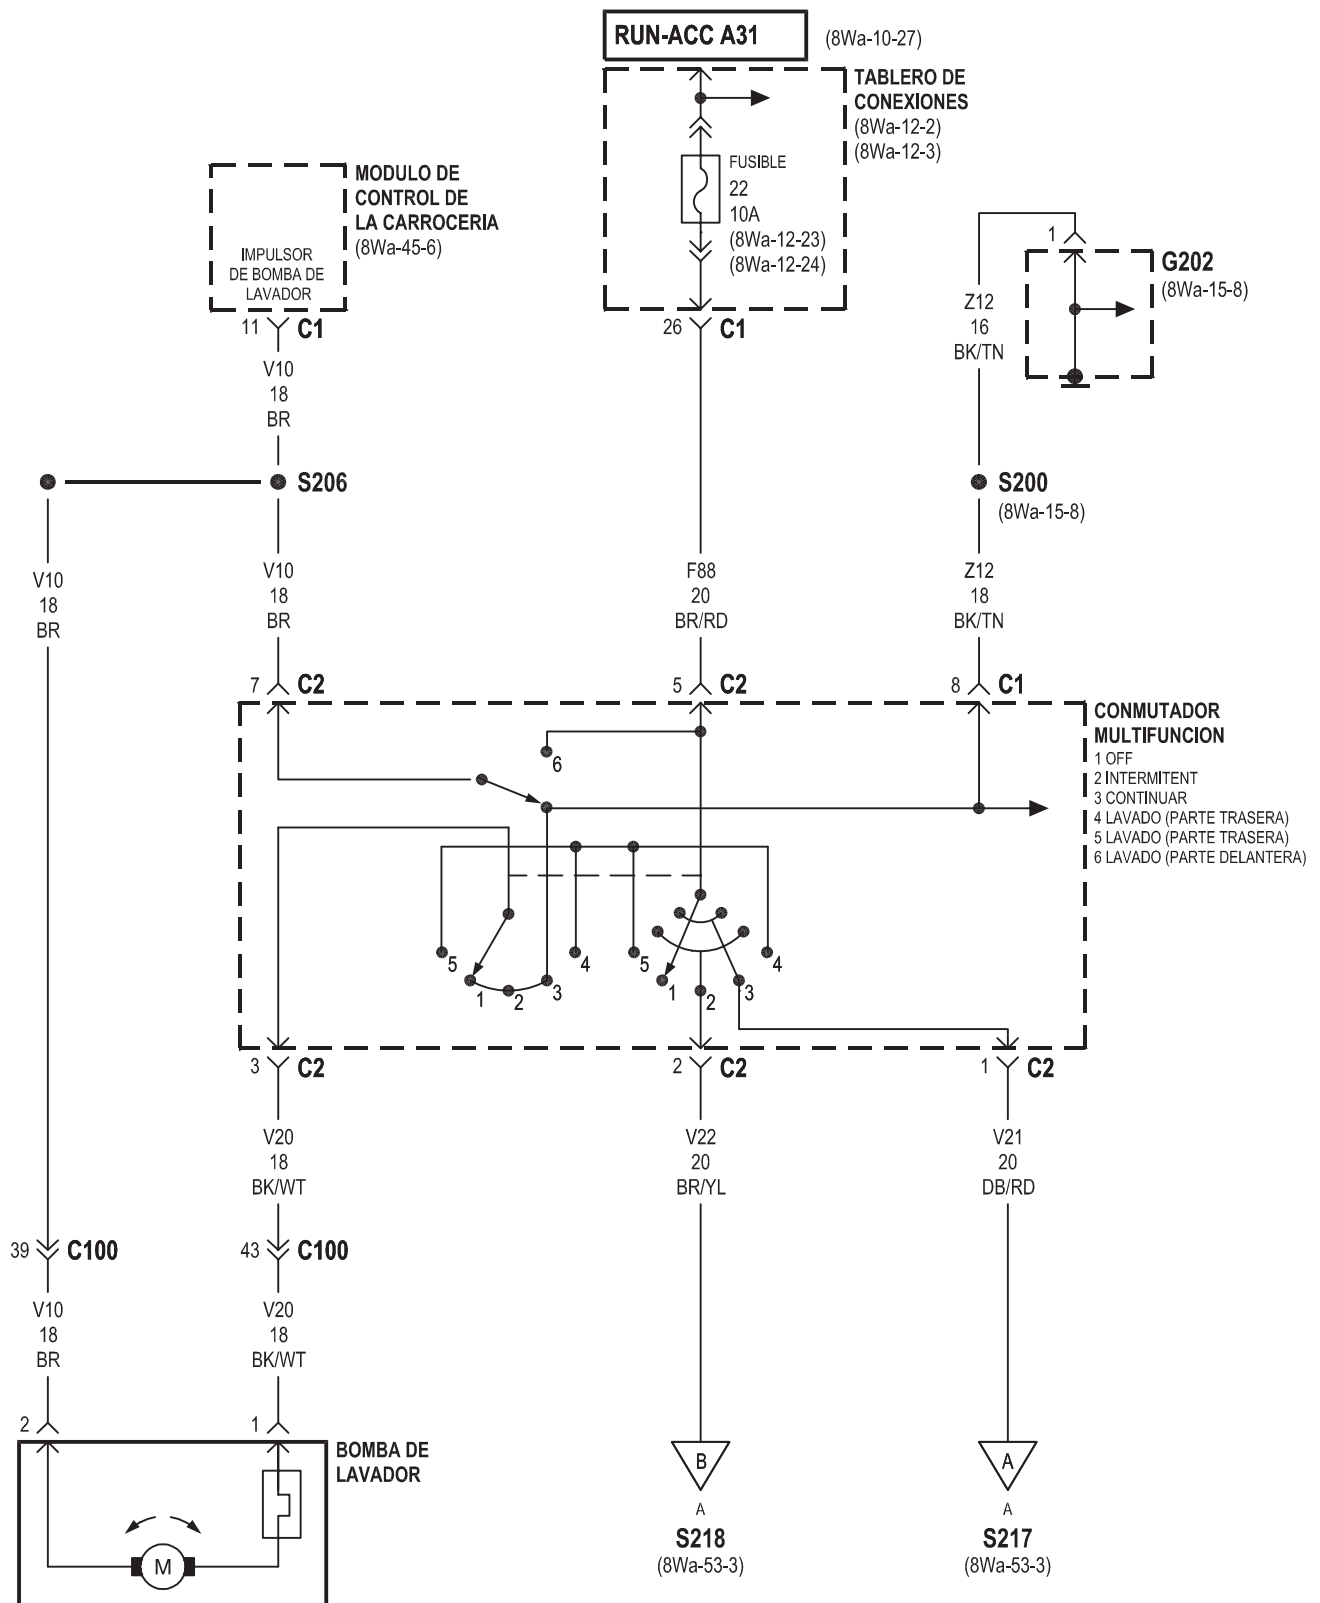 RUN-ACC A31
(8Wa-10-27)
TABLERO DE
CONEXIONES
(8Wa-12-2)
(8Wa-12-3)
FUSIBLE
22
10A
(8Wa-12-23)
(8Wa-12-24)
26
C1
MODULO DE
CONTROL DE
LA CARROCERIA
(8Wa-45-6)
IMPULSOR
DE BOMBA DE
LAVADOR
11
C1
V10
18
BR
1
G202
(8Wa-15-8)
Z12
16
BK/TN
S206
S200
(8Wa-15-8)
V10
18
BR
V10
18
BR
F88
20
BR/RD
Z12
18
BK/TN
7
C2
5
C2
8
C1
CONMUTADOR
MULTIFUNCION
1 OFF
2 INTERMITENT
3 CONTINUAR
4 LAVADO (PARTE TRASERA)
5 LAVADO (PARTE TRASERA)
6 LAVADO (PARTE DELANTERA)
6
5
4
5
4
1
2
3
1
2
3
3
C2
2
C2
1
C2
V20
18
BK/WT
V22
20
BR/YL
V21
20
DB/RD
39
C100
43
C100
V10
18
BR
V20
18
BK/WT
2
1
BOMBA DE
LAVADOR
M
B
A
S218
(8Wa-53-3)
A
A
S217
(8Wa-53-3)